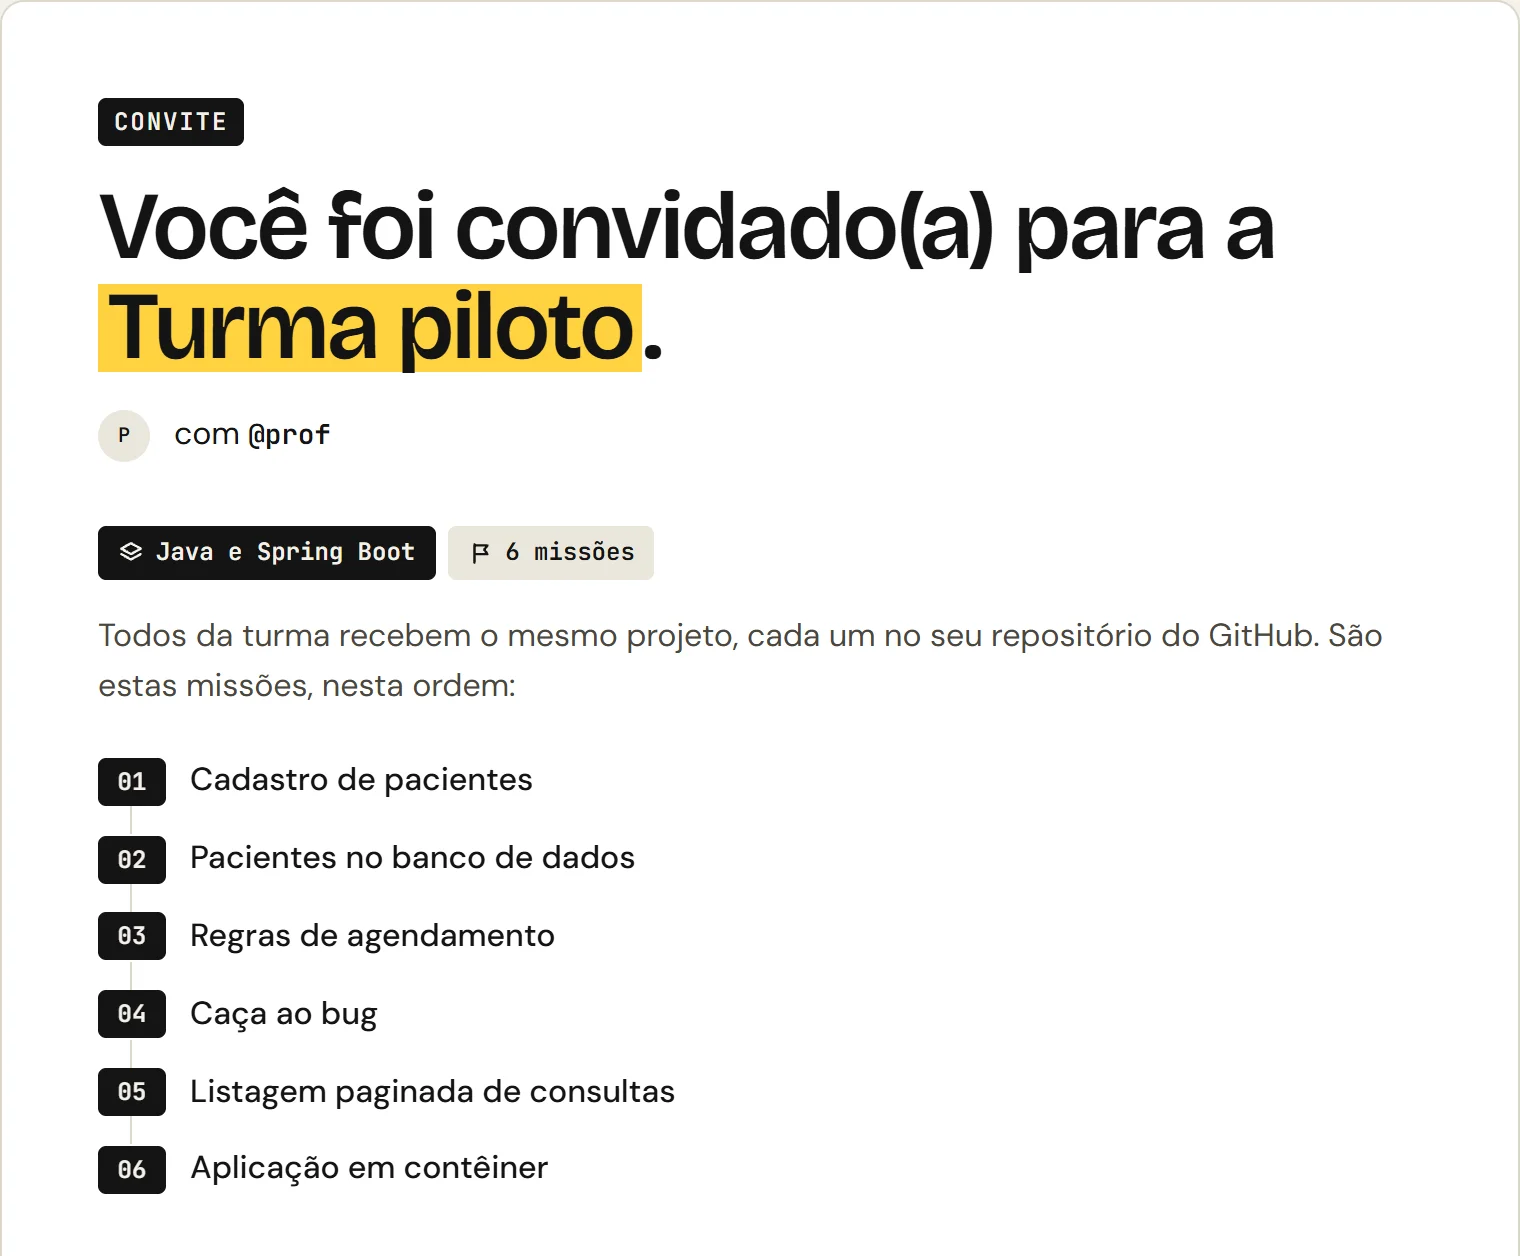 CONVITE
Você foi convidado(a) para a
Turma piloto.
P com @prof
Java e Spring Boot 6 missões
Todos da turma recebem o mesmo projeto, cada um no seu repositório do GitHub. São
estas missões, nesta ordem:
01 Cadastro de pacientes
02 Pacientes no banco de dados
03 Regras de agendamento
04 Caça ao bug
05 Listagem paginada de consultas
06 Aplicação em contêiner